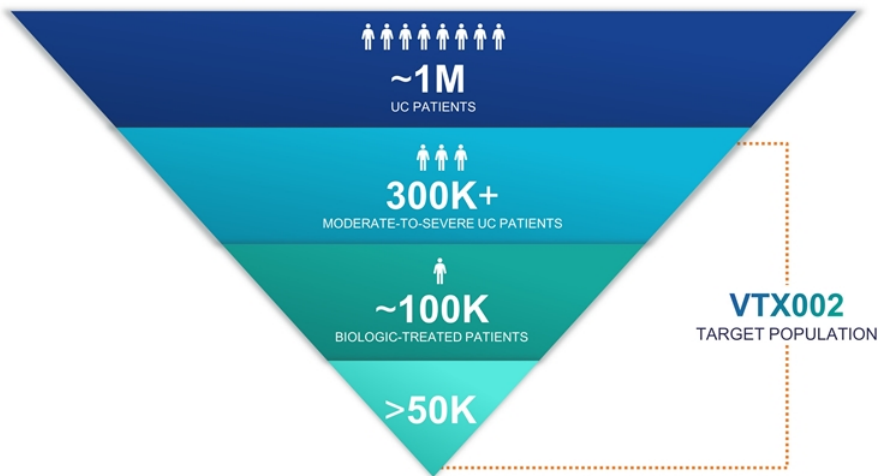 ~1M
UC PATIENTS
300K+
MODERATE-TO-SEVERE UC PATIENTS
~100K
BIOLOGIC-TREATED PATIENTS
>50K
VTX002
TARGET POPULATION